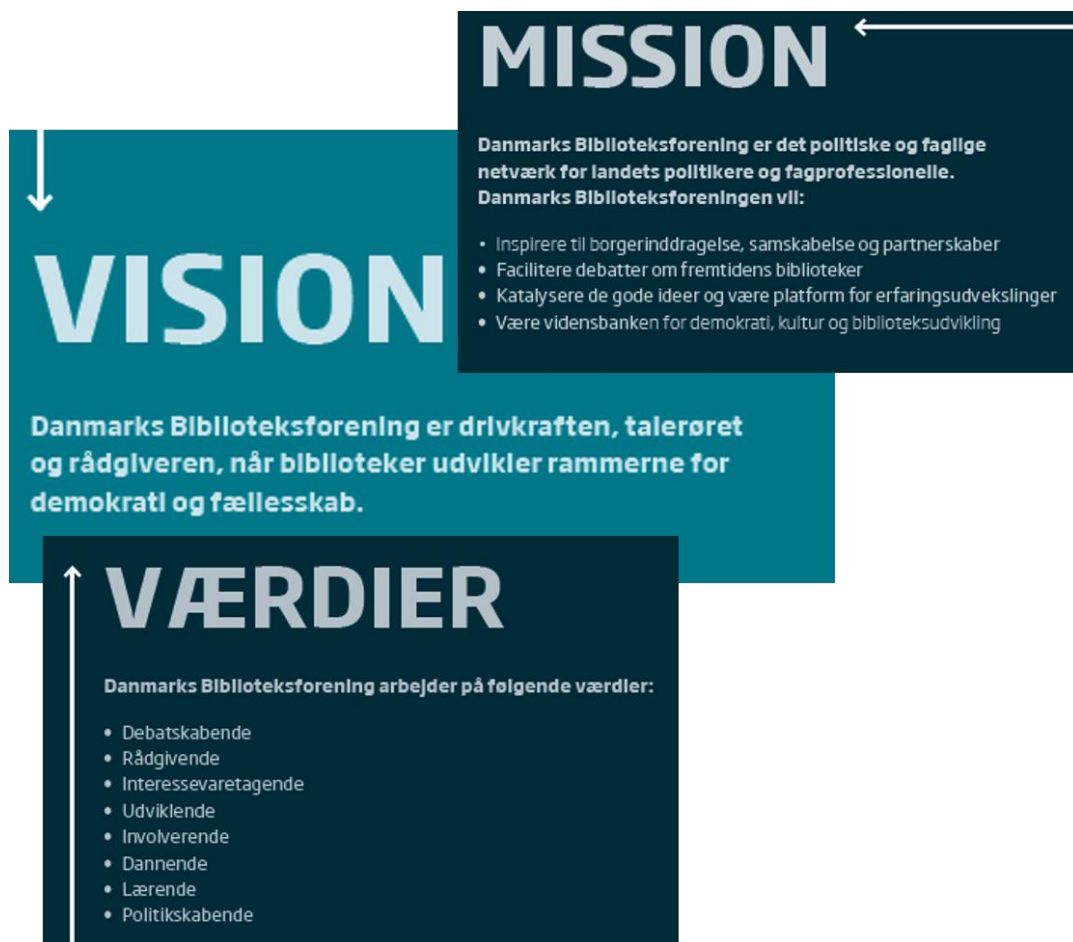 MISSION
Danmarks Biblioteksforening er det politiske og faglige
netværk for landets politikere og fagprofessionelle.
Danmarks Biblioteksforeningen vil:
• Inspirere til borgerinddragelse, samskabelse og partnerskaber
• Facilitere debatter om fremtidens biblioteker
• Katalysere de gode ideer og være platform for erfaringsudvekslinger
• Være vidensbanken for demokrati, kultur og biblioteksudvikling
VISION
Danmarks Biblioteksforening er drivkraften, talerøret
og rådgiveren, når biblioteker udvikler rammerne for
demokrati og fællesskab.
VÆRDIER
Danmarks Biblioteksforening arbejder på følgende værdier:
• Debatskabende
• Rådgivende
• Interessevaretagende
• Udviklende
• Involverende
• Dannende
• Lærende
• Politikskabende